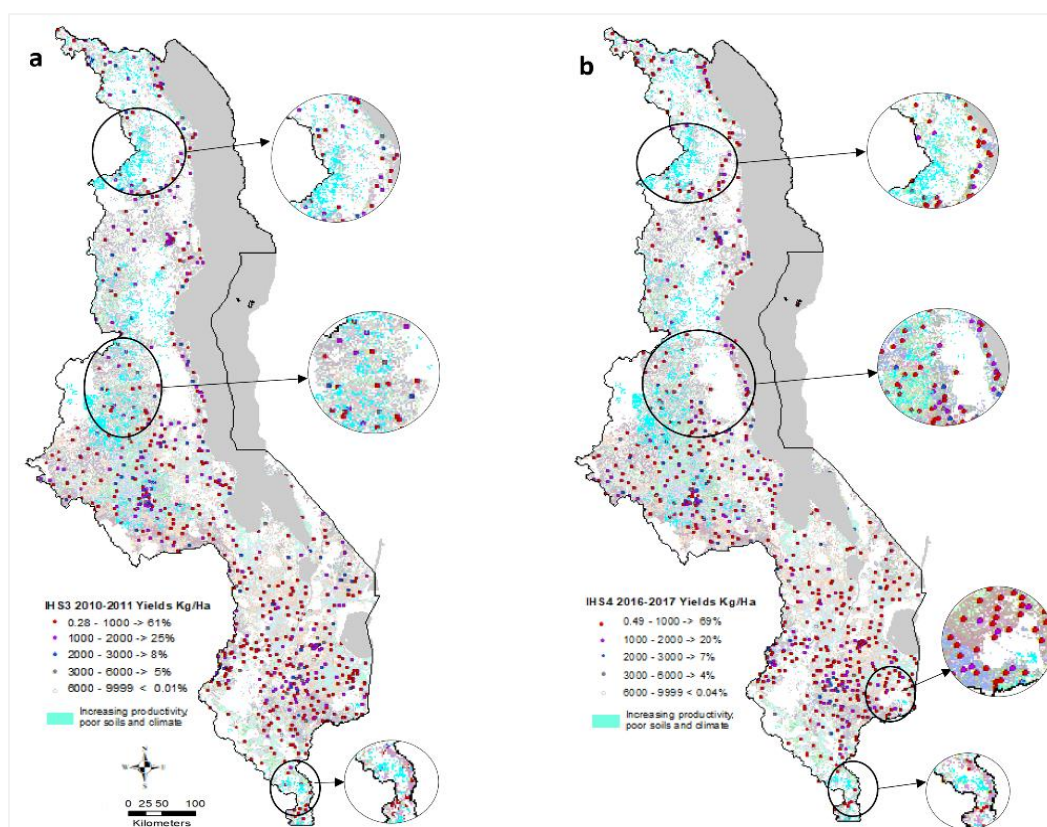 a
b
IHS3 2010-2011 Yields Kg/Ha
0.28 - 1000 -> 61%
1000 - 2000 -> 25%
2000 - 3000 -> 8%
3000 - 6000 -> 5%
6000 - 9999 < 0.01%
Increasing productivity,
poor soils and climate
N
W
E
S
0 25 50 100
Kilometers
IHS4 2016-2017 Yields Kg/Ha
0.49 - 1000 -> 69%
1000 - 2000 -> 20%
2000 - 3000 -> 7%
3000 - 6000 -> 4%
6000 - 9999 < 0.04%
Increasing productivity,
poor soils and climate